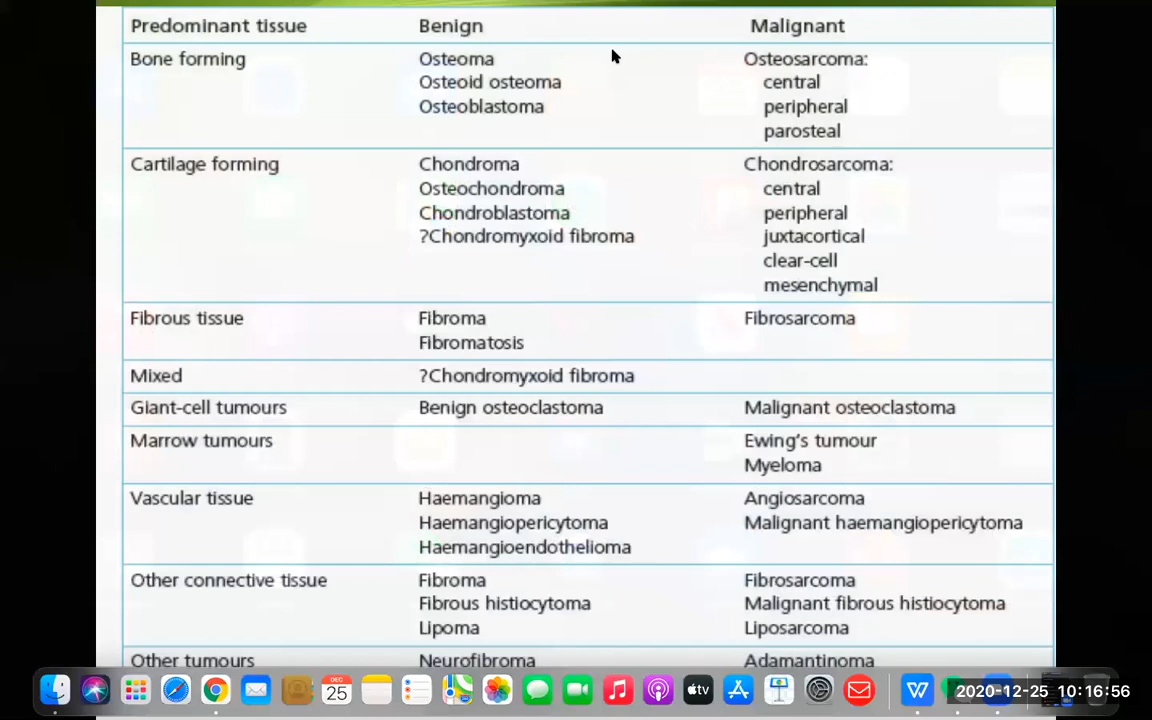 Predominant tissue Benign Malignant
Bone forming Osteoma Osteosarcoma:
Osteoid osteoma central
Osteoblastoma peripheral
parosteal
Cartilage forming Chondroma Chondrosarcoma:
Osteochondroma central
Chondroblastoma peripheral
?Chondromyxoid fibroma juxtacortical
clear-cell
mesenchymal
Fibrous tissue Fibroma Fibrosarcoma
Fibromatosis
Mixed ?Chondromyxoid fibroma
Giant-cell tumours Benign osteoclastoma Malignant osteoclastoma
Marrow tumours Ewing's tumour
Myeloma
Vascular tissue Haemangioma Angiosarcoma
Haemangiopericytoma Malignant haemangiopericytoma
Haemangioendothelioma
Other connective tissue Fibroma Fibrosarcoma
Fibrous histiocytoma Malignant fibrous histiocytoma
Lipoma Liposarcoma
Other tumours Neurofibroma Adamantinoma
DEC
25
tv
2020-12-25 10:16:56